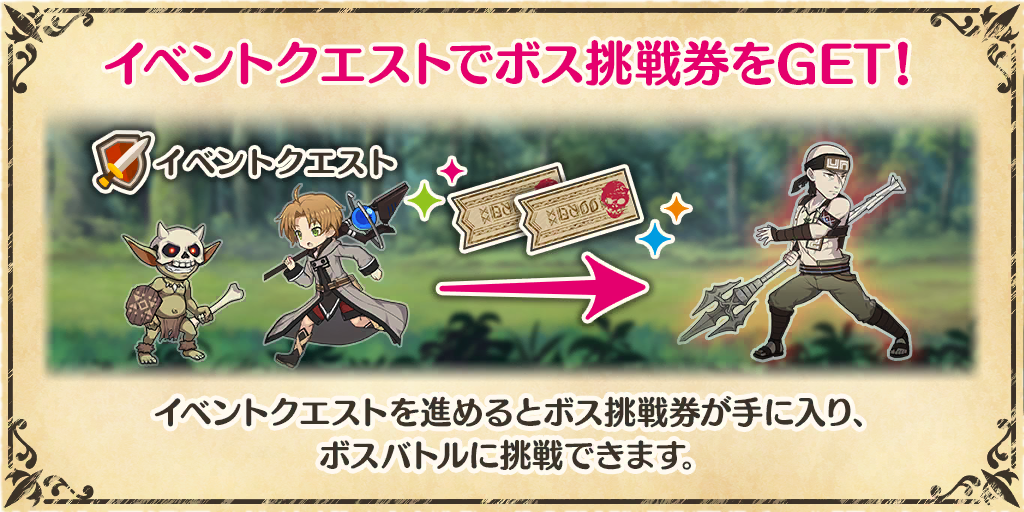 イベントクエストでボス挑戦券をGET!
イベントクエスト
イベントクエストを進めるとボス挑戦券が手に入り、
ボスバトルに挑戦できます。